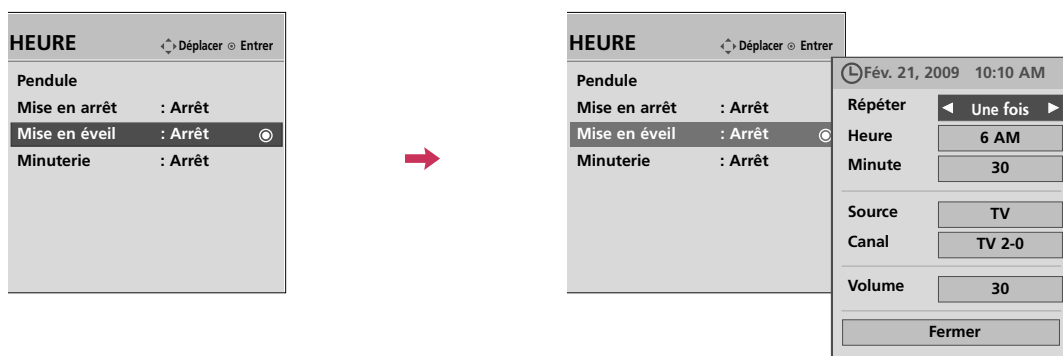 HEURE Déplacer Entrer
Pendule
Mise en arrêt : Arrêt
Mise en éveil : Arrêt
Minuterie : Arrêt
HEURE Déplacer Entrer
Pendule
Mise en arrêt : Arrêt
Mise en éveil : Arrêt
Minuterie : Arrêt
Fév. 21, 2009 10:10 AM
Répéter Une fois
Heure 6 AM
Minute 30
Source TV
Canal TV 2-0
Volume 30
Fermer